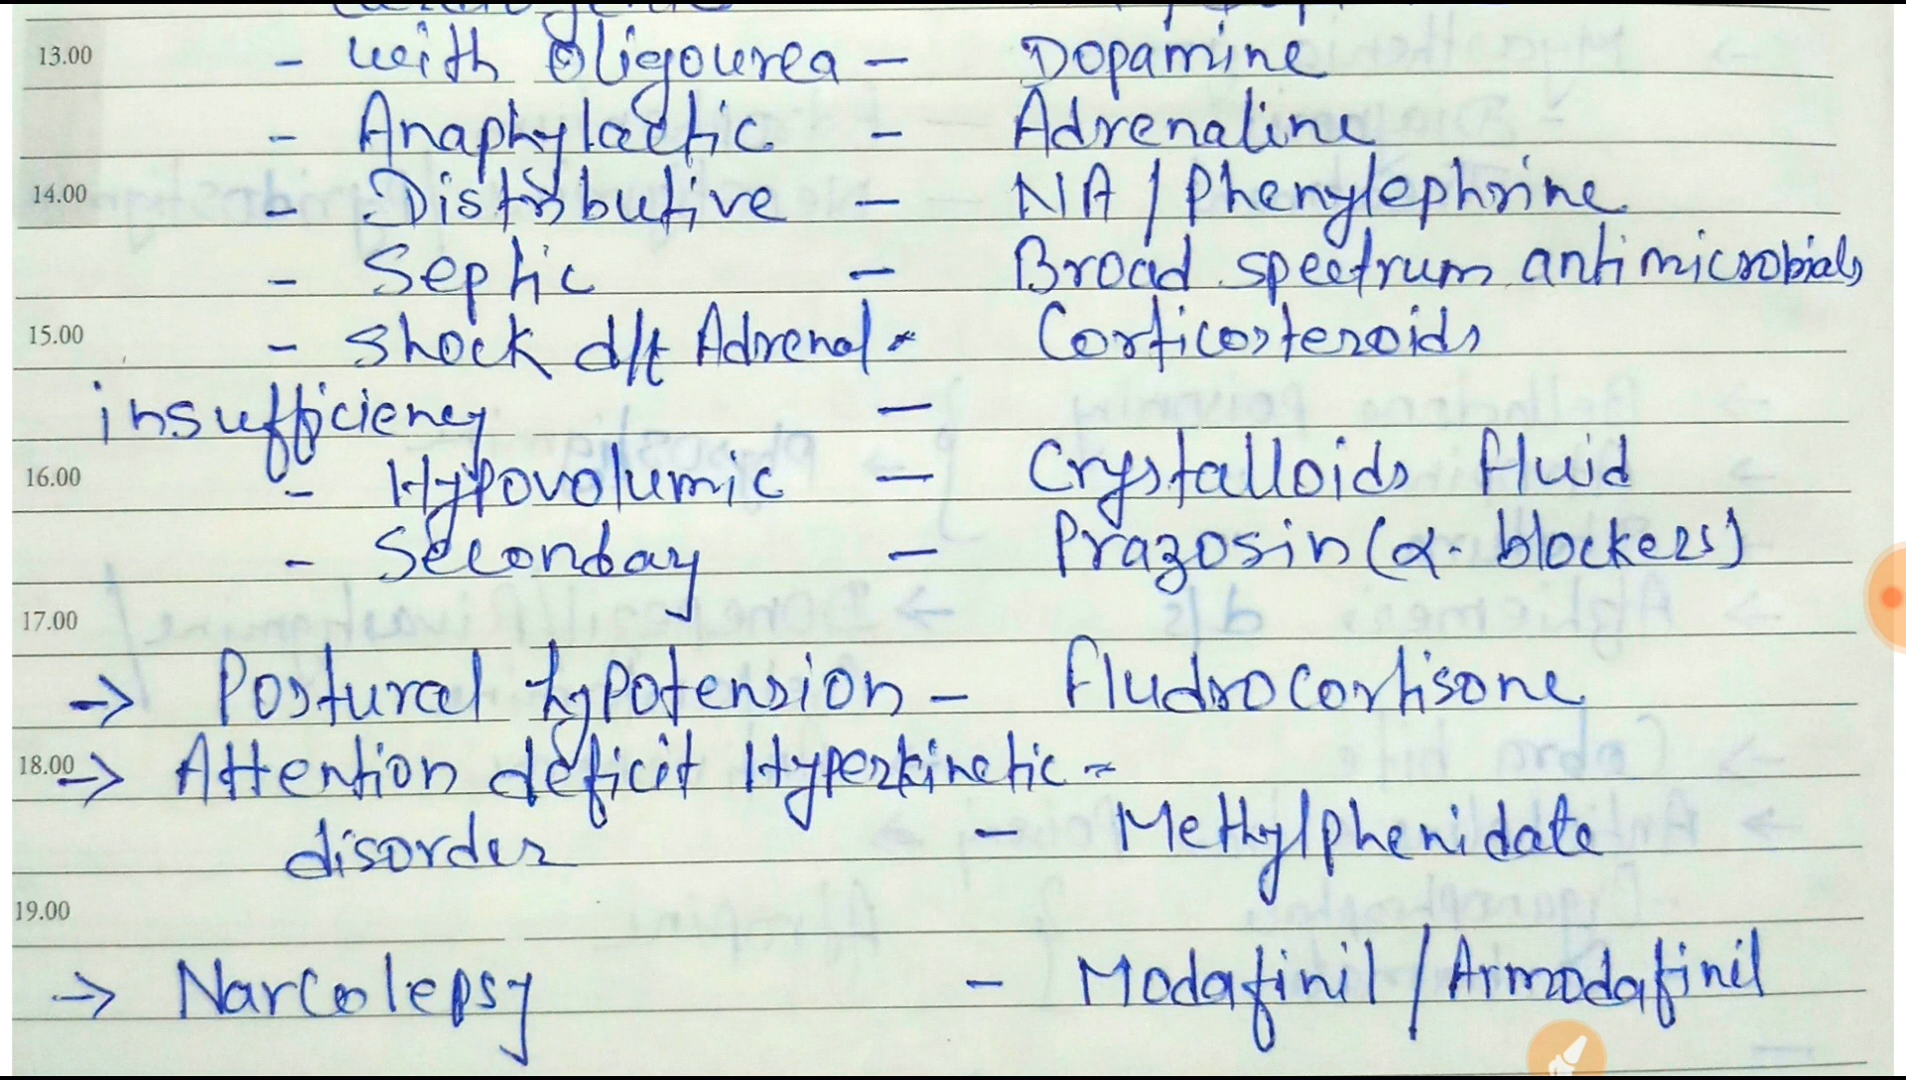 13.00 - with Oligourea - Dopamine
- Anaphylactic - Adrenaline
14.00 - Distributive - NA / Phenylephrine
- Septic - Broad spectrum antimicrobials
15.00 - Shock d/t Adrenal - Corticosteroids
insufficiency -
16.00 - Hypovolumic - Crystalloids fluid
- Seconday - Prazosin (α-blockers)
17.00
→ Postural hypotension - fludrocortisone
18.00 → Attention deficit Hyperkinetic -
disorder - Methylphenidate
19.00
→ Narcolepsy - Modafinil / Armodafinil